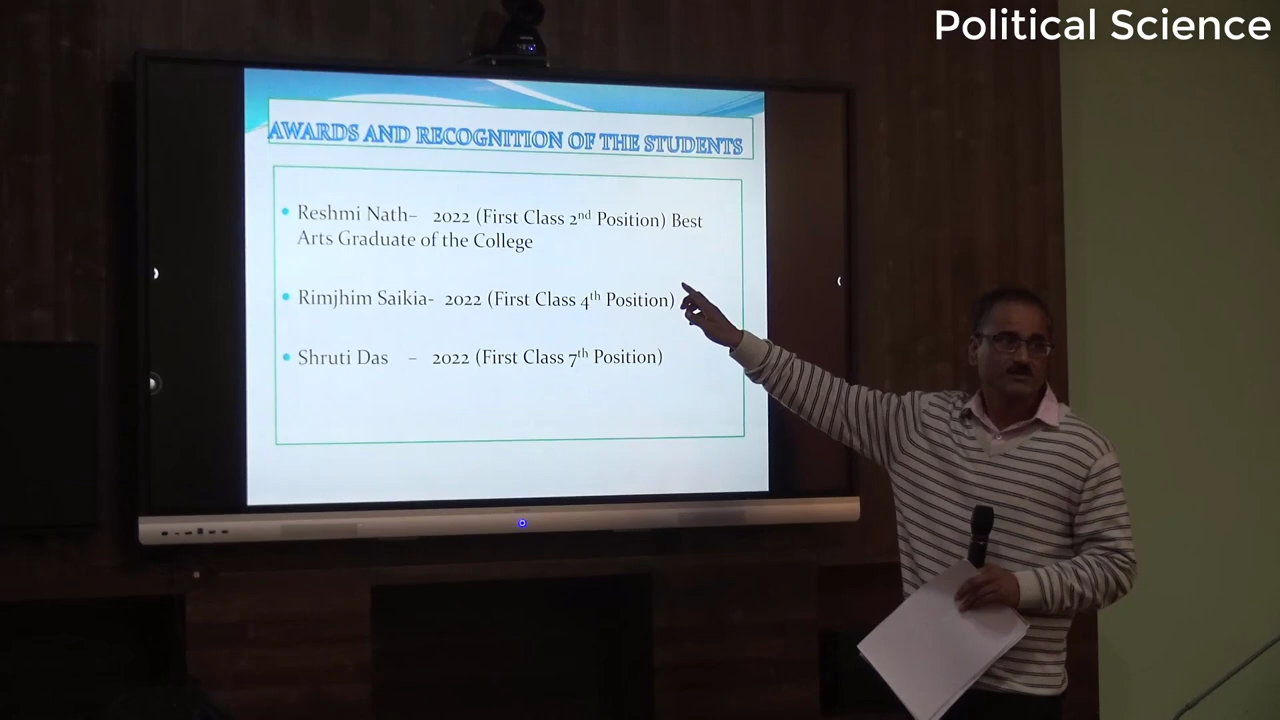 Political Science
AWARDS AND RECOGNITION OF THE STUDENTS
• Reshmi Nath– 2022 (First Class 2nd Position) Best
Arts Graduate of the College
• Rimjhim Saikia- 2022 (First Class 4th Position)
• Shruti Das – 2022 (First Class 7th Position)